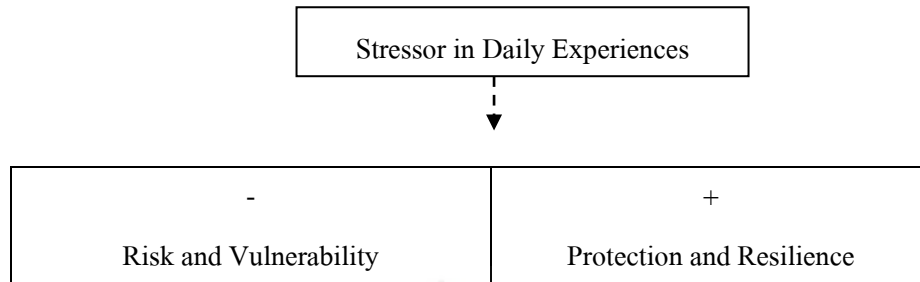 Stressor in Daily Experiences
-
+
Risk and Vulnerability
Protection and Resilience